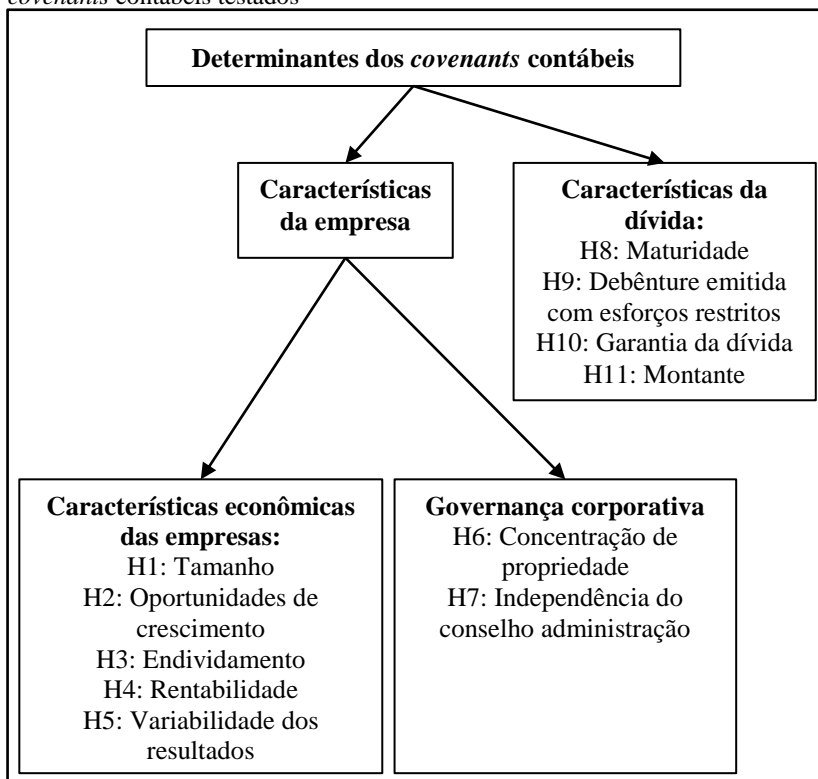 covenants contábeis testados
Determinantes dos covenants contábeis
Características
da empresa
Características da
dívida:
H8: Maturidade
H9: Debênture emitida
com esforços restritos
H10: Garantia da dívida
H11: Montante
Características econômicas
das empresas:
H1: Tamanho
H2: Oportunidades de
crescimento
H3: Endividamento
H4: Rentabilidade
H5: Variabilidade dos
resultados
Governança corporativa
H6: Concentração de
propriedade
H7: Independência do
conselho administração